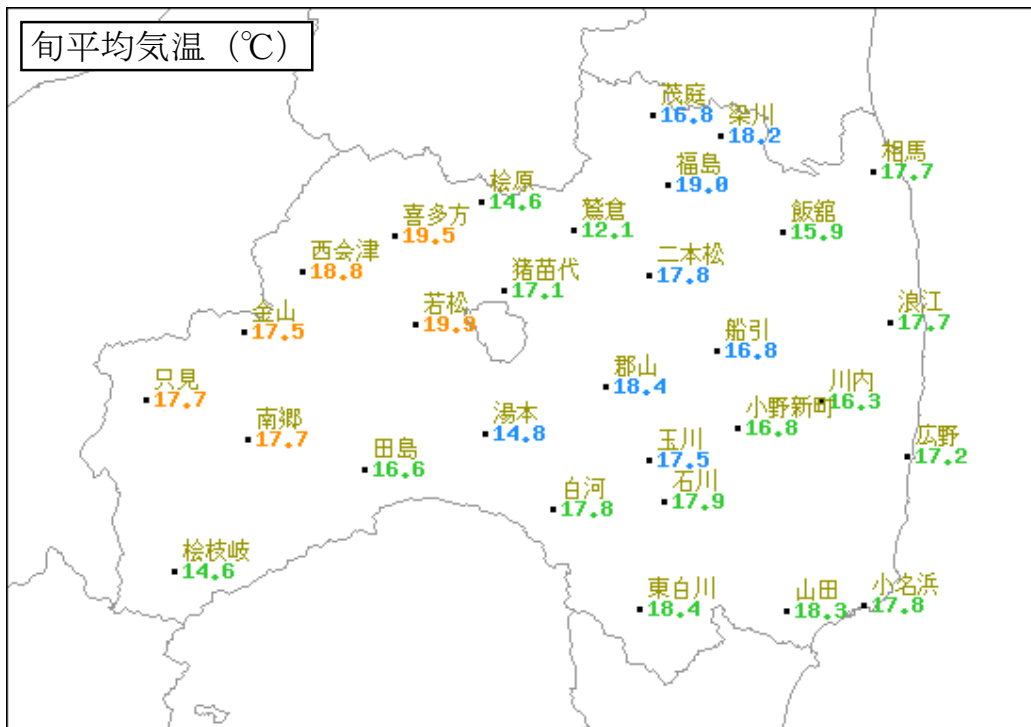 旬平均気温（℃）
茂庭
16.8
梁川
18.2
相馬
17.7
福島
19.0
桧原
14.6
鷲倉
12.1
飯舘
15.9
喜多方
19.5
西会津
18.8
猪苗代
17.1
二本松
17.8
金山
17.5
若松
19.9
浪江
17.7
船引
16.8
只見
17.7
郡山
18.4
川内
16.3
小野新町
16.8
南郷
17.7
湯本
14.8
田島
16.6
玉川
17.5
広野
17.2
石川
17.9
白河
17.8
桧枝岐
14.6
東白川
18.4
山田
18.3
小名浜
17.8